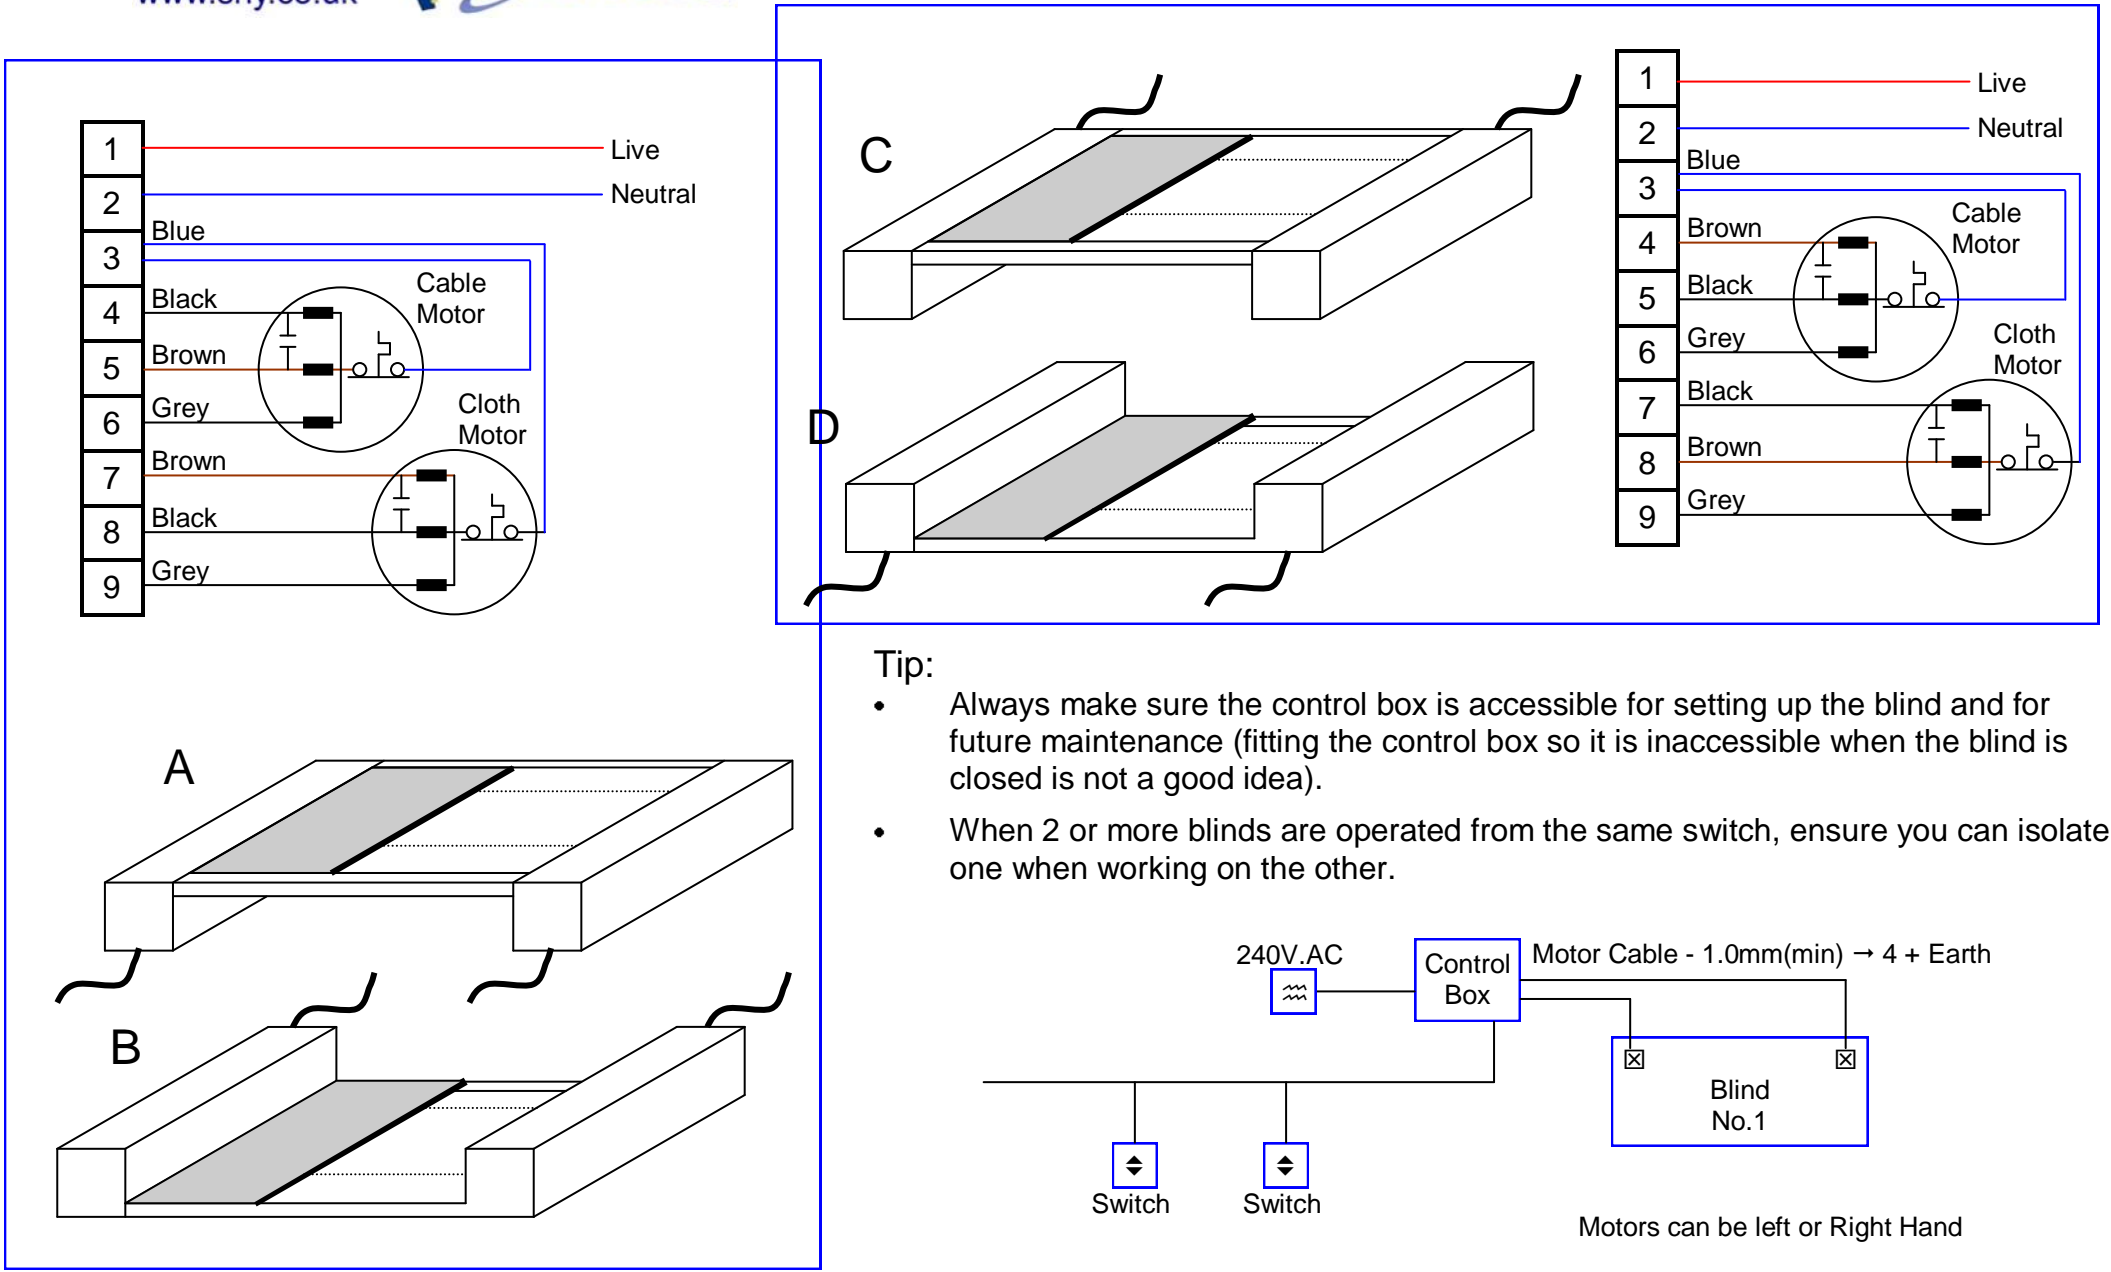 1
Live
2
Neutral
Blue
3
Cable
Motor
Black
4
Brown
5
Grey
6
Cloth
Motor
Brown
7
Black
8
Grey
9
A
B
C
D
1
Live
2
Neutral
Blue
3
Cable
Motor
Brown
4
Black
5
Grey
6
Cloth
Motor
Black
7
Brown
8
Grey
9
Tip:
• Always make sure the control box is accessible for setting up the blind and for
future maintenance (fitting the control box so it is inaccessible when the blind is
closed is not a good idea).
• When 2 or more blinds are operated from the same switch, ensure you can isolate
one when working on the other.
240V.AC
Control
Box
Motor Cable - 1.0mm(min) → 4 + Earth
Blind
No.1
Switch
Switch
Motors can be left or Right Hand